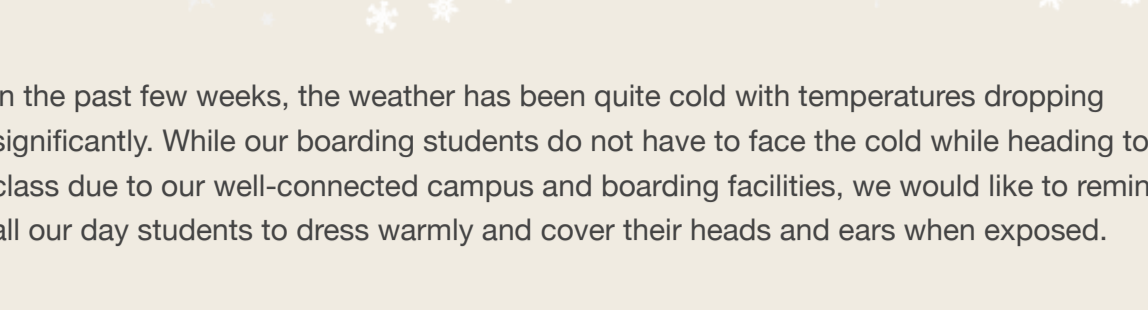 n the past few weeks, the weather has been quite cold with temperatures dropping
significantly. While our boarding students do not have to face the cold while heading to
class due to our well-connected campus and boarding facilities, we would like to remin
all our day students to dress warmly and cover their heads and ears when exposed.